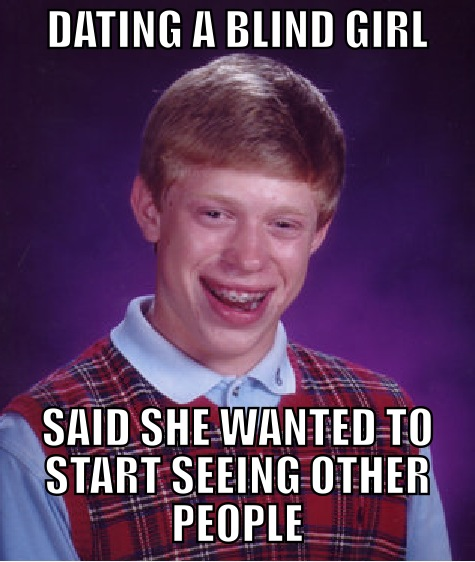 DATING A BLIND GIRL
SAID SHE WANTED TO
START SEEING OTHER
PEOPLE